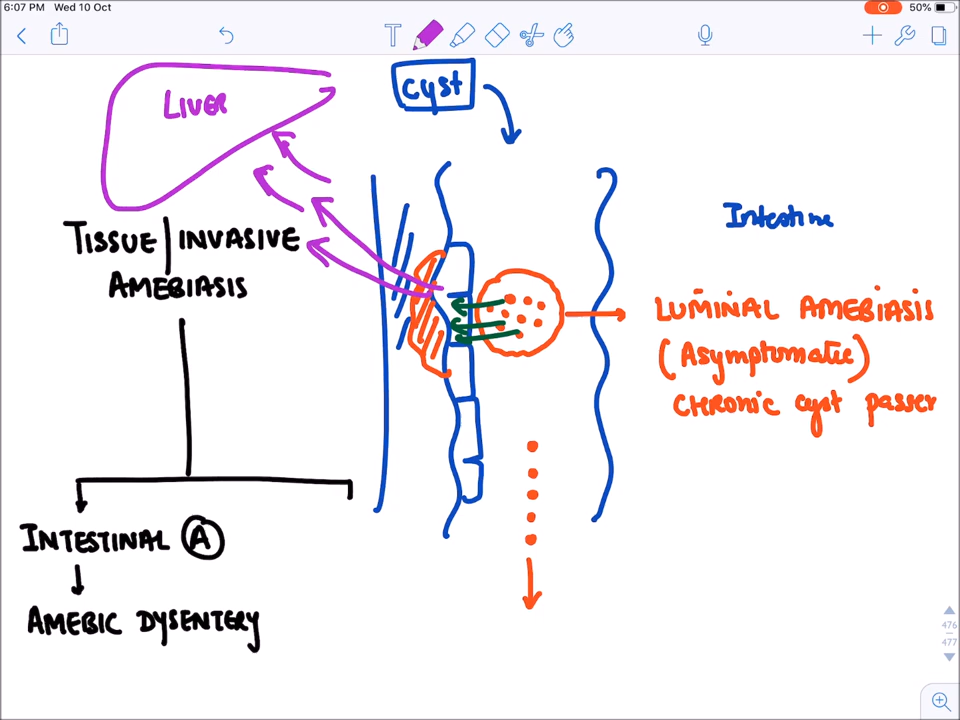 6:07 PM Wed 10 Oct
50%
T
Cyst
LIVER
Intestine
TISSUE | INVASIVE
AMEBIASIS
LUMINAL AMEBIASIS
(Asymptomatic)
CHRONIC cyst passer
INTESTINAL A
AMEBIC DYSENTERY
476
477